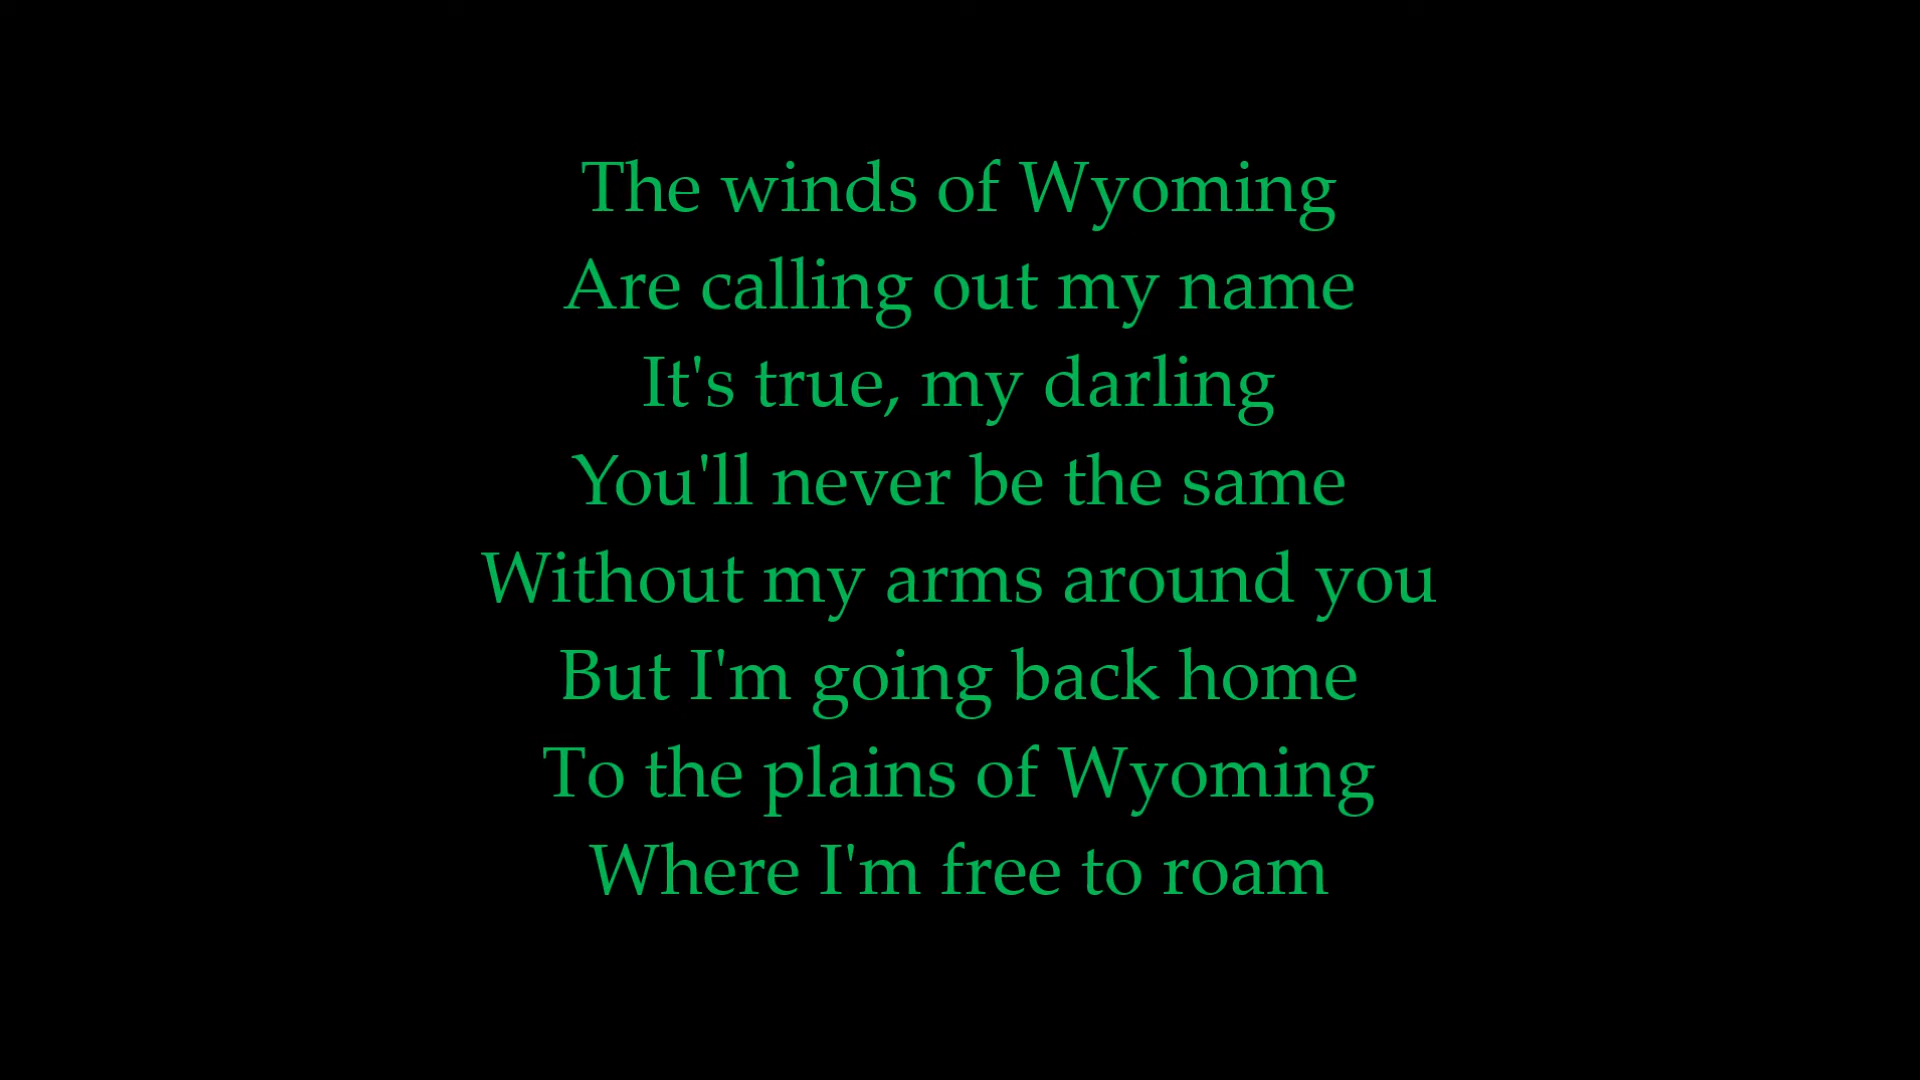 The winds of Wyoming
Are calling out my name
It's true, my darling
You'll never be the same
Without my arms around you
But I'm going back home
To the plains of Wyoming
Where I'm free to roam